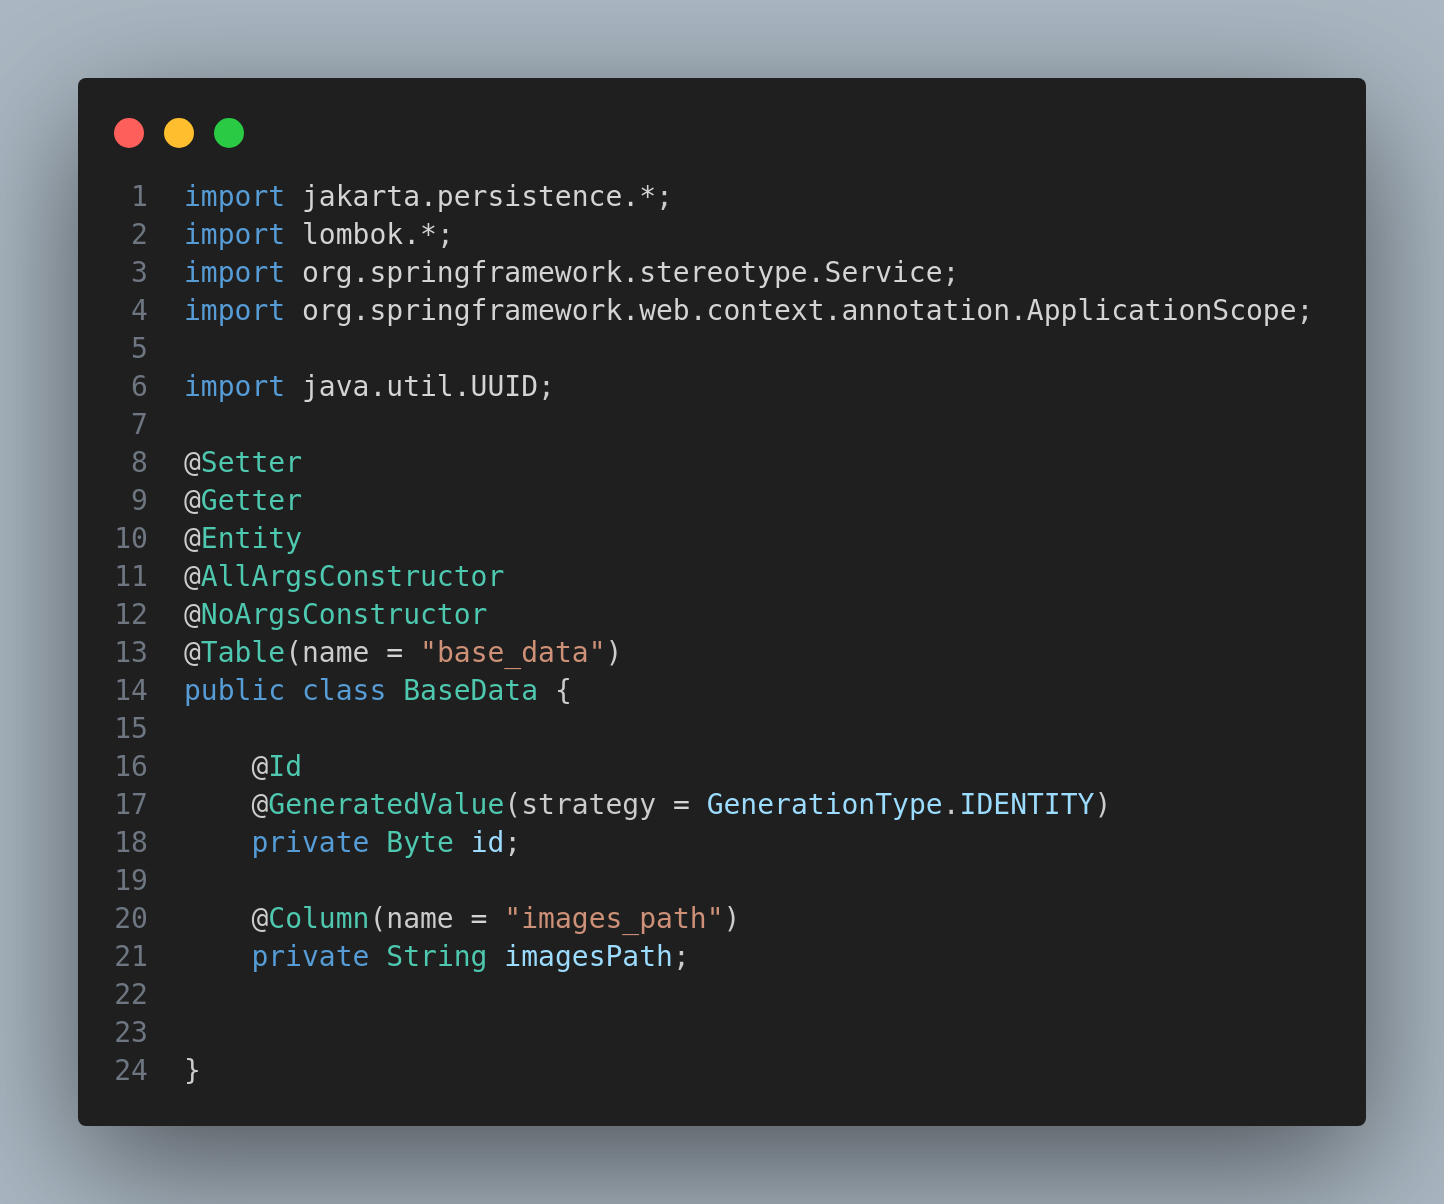 1 import jakarta.persistence.*;
2 import lombok.*;
3 import org.springframework.stereotype.Service;
4 import org.springframework.web.context.annotation.ApplicationScope;
5
6 import java.util.UUID;
7
8 @Setter
9 @Getter
10 @Entity
11 @AllArgsConstructor
12 @NoArgsConstructor
13 @Table(name = "base_data")
14 public class BaseData {
15
16     @Id
17     @GeneratedValue(strategy = GenerationType.IDENTITY)
18     private Byte id;
19
20     @Column(name = "images_path")
21     private String imagesPath;
22
23
24 }